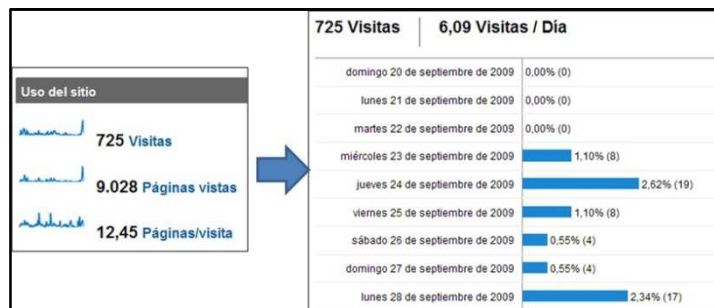 Uso del sitio
725 Visitas
9.028 Páginas vistas
12,45 Páginas/visita
725 Visitas 6,09 Visitas / Día
domingo 20 de septiembre de 2009 0,00% (0)
lunes 21 de septiembre de 2009 0,00% (0)
martes 22 de septiembre de 2009 0,00% (0)
miércoles 23 de septiembre de 2009 1,10% (8)
jueves 24 de septiembre de 2009 2,62% (19)
viernes 25 de septiembre de 2009 1,10% (8)
sábado 26 de septiembre de 2009 0,55% (4)
domingo 27 de septiembre de 2009 0,55% (4)
lunes 28 de septiembre de 2009 2,34% (17)